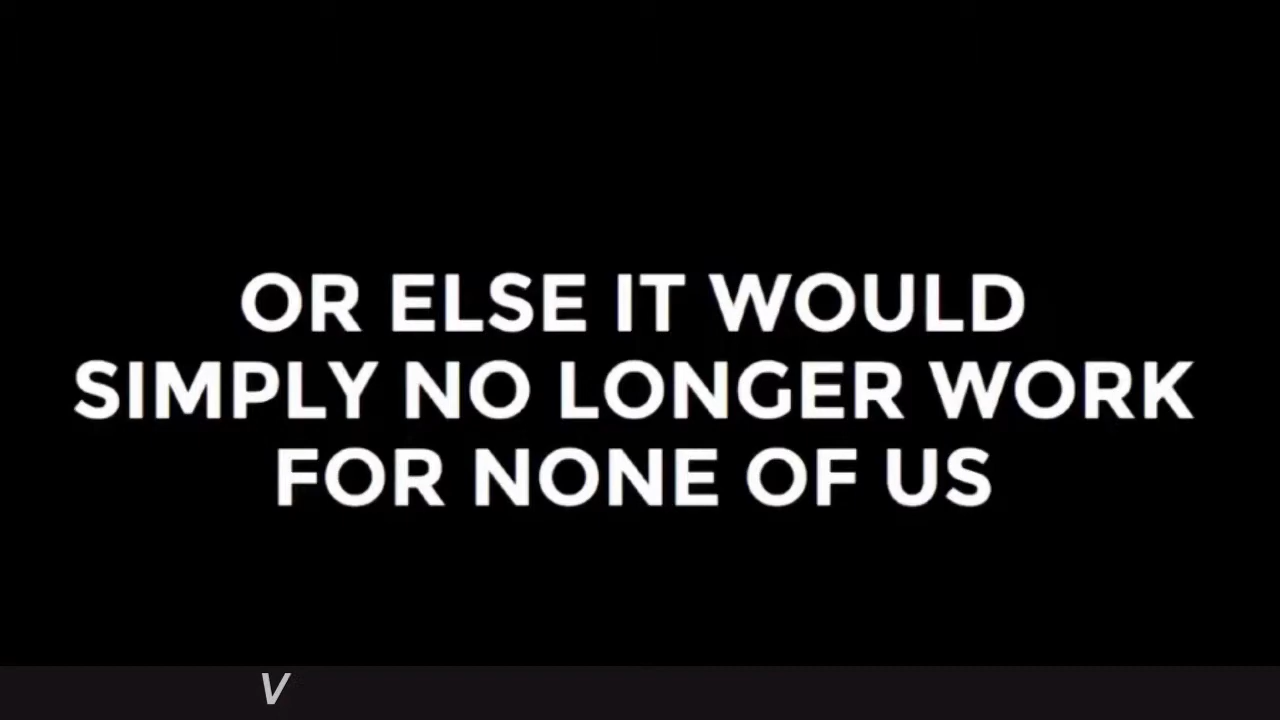 OR ELSE IT WOULD
SIMPLY NO LONGER WORK
FOR NONE OF US
V